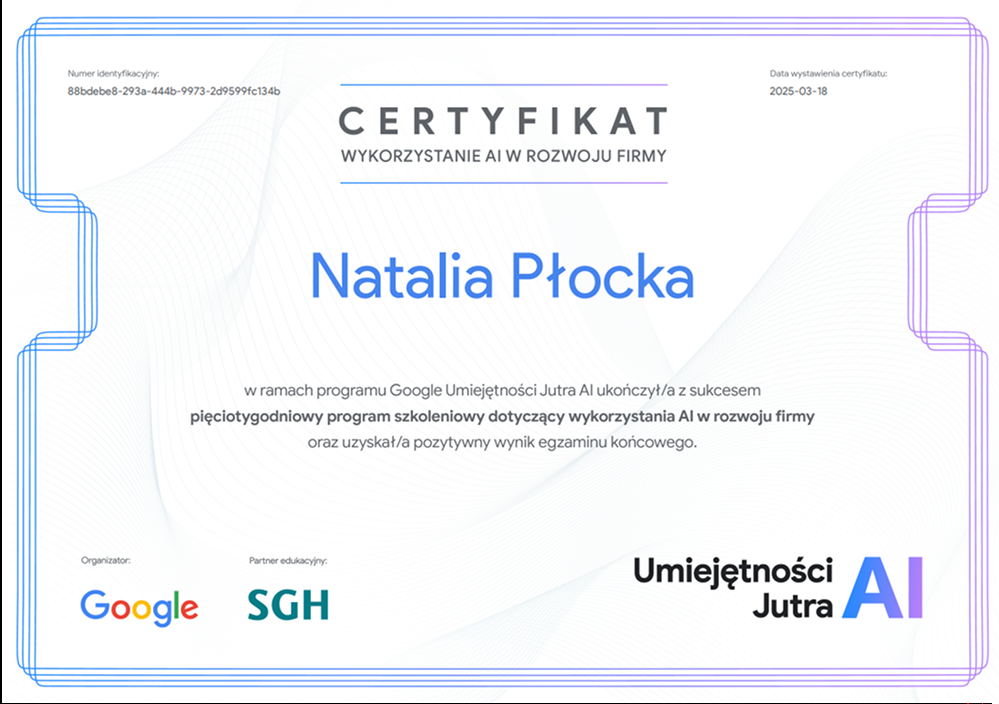 Numer identyfikacyjny:
88bdebe8-293a-444b-9973-2d9599fc134b
Data wystawienia certyfikatu:
2025-03-18
CERTYFIKAT
WYKORZYSTANIE AI W ROZWOJU FIRMY
Natalia Płocka
w ramach programu Google Umiejętności Jutra AI ukończył/a z sukcesem
pięciotygodniowy program szkoleniowy dotyczący wykorzystania AI w rozwoju firmy
oraz uzyskał/a pozytywny wynik egzaminu końcowego.
Organizator:
Google
Partner edukacyjny:
SGH
Umiejętności
Jutra
AI